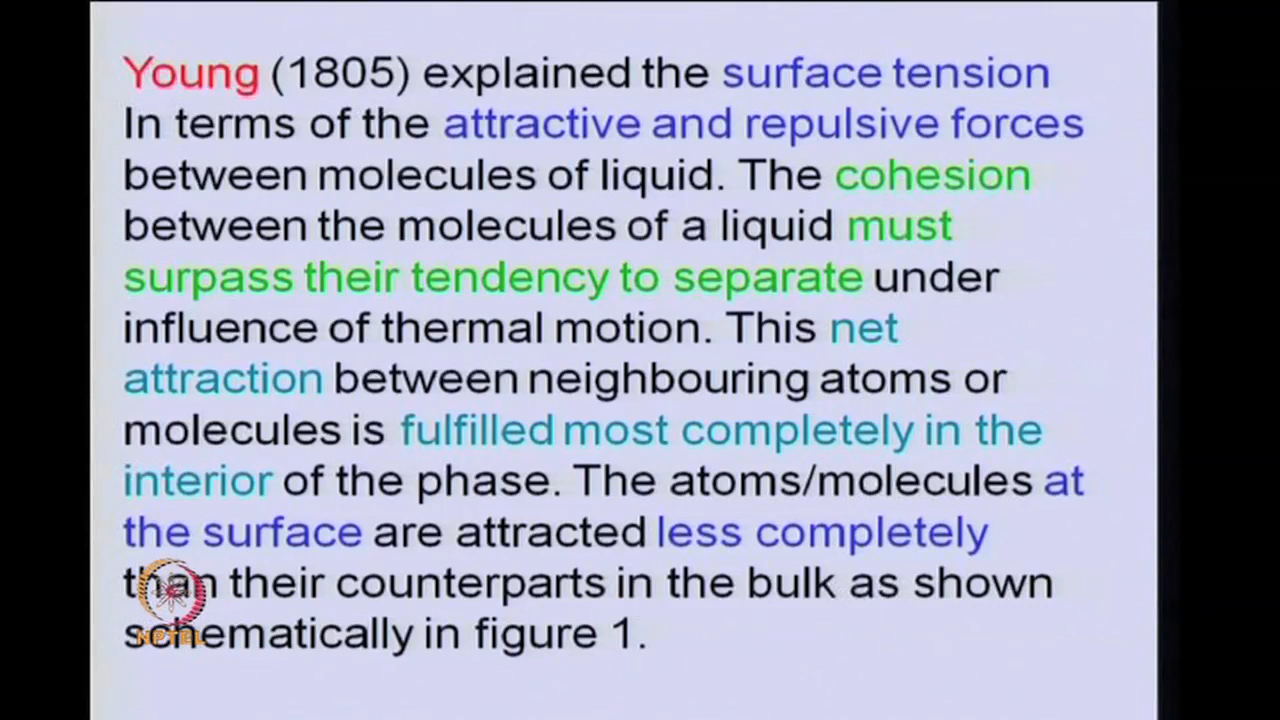 Young (1805) explained the surface tension
In terms of the attractive and repulsive forces
between molecules of liquid. The cohesion
between the molecules of a liquid must
surpass their tendency to separate under
influence of thermal motion. This net
attraction between neighbouring atoms or
molecules is fulfilled most completely in the
interior of the phase. The atoms/molecules at
the surface are attracted less completely
than their counterparts in the bulk as shown
schematically in figure 1.
NPTEL